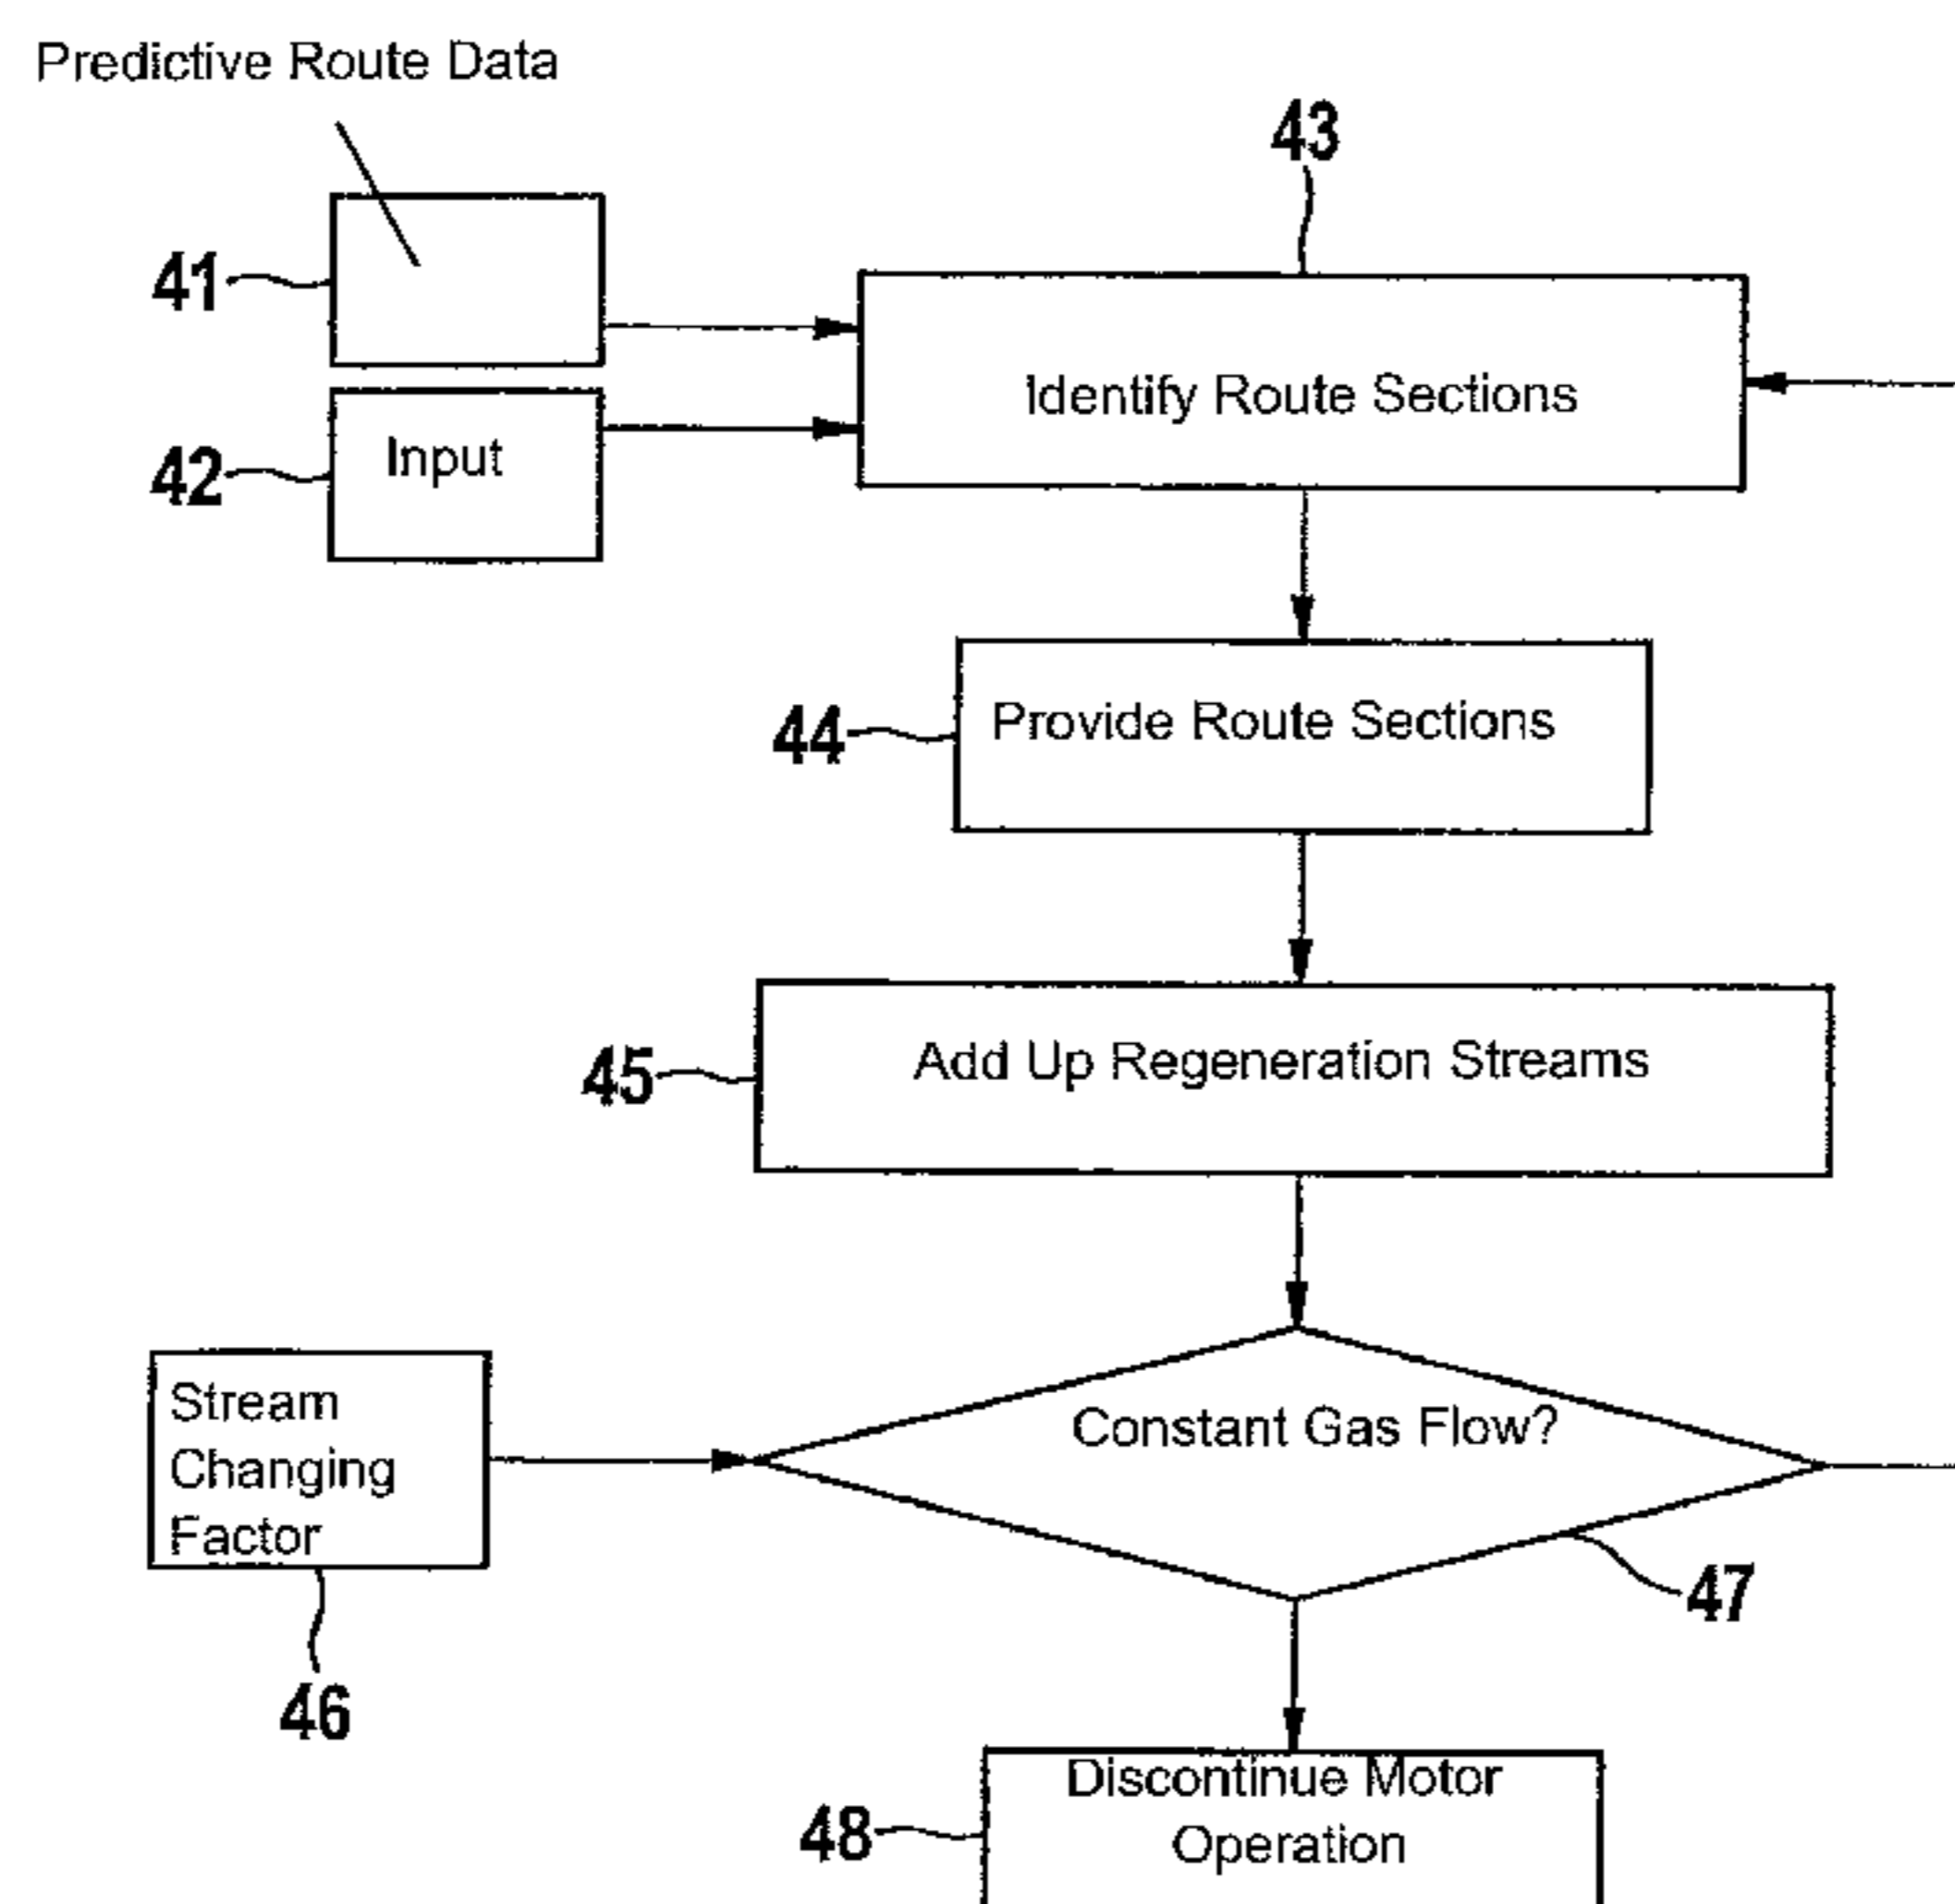 Predictive Route Data
43
41
Identify Route Sections
Input
42
44
Provide Route Sections
45
Add Up Regeneration Streams
Stream
Changing
Factor
Constant Gas Flow?
47
46
Discontinue Motor
Operation
48